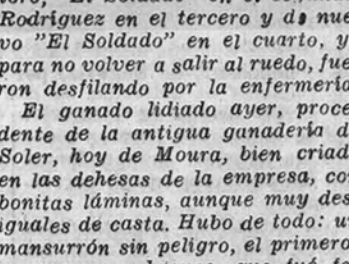 Rodríguez en el tercero y de nue
vo "El Soldado" en el cuarto, y
para no volver a salir al ruedo, fue
ron desfilando por la enfermería
El ganado lidiado ayer, proce
dente de la antigua ganadería d
Soler, hoy de Moura, bien criad
en las dehesas de la empresa, co
bonitas láminas, aunque muy des
iguales de casta. Hubo de todo: u
mansurrón sin peligro, el primero